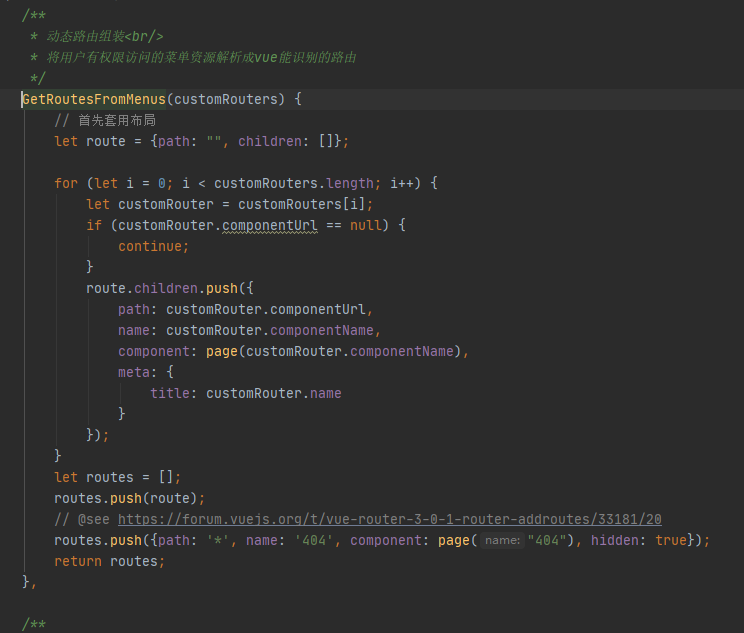 /**
 * 动态路由组装<br/>
 * 将用户有权限访问的菜单资源解析成vue能识别的路由
 */
GetRoutesFromMenus(customRouters) {
    // 首先套用布局
    let route = {path: "", children: []};
    for (let i = 0; i < customRouters.length; i++) {
        let customRouter = customRouters[i];
        if (customRouter.componentUrl == null) {
            continue;
        }
        route.children.push({
            path: customRouter.componentUrl,
            name: customRouter.componentName,
            component: page(customRouter.componentName),
            meta: {
                title: customRouter.name
            }
        });
    }
    let routes = [];
    routes.push(route);
    // @see https://forum.vuejs.org/t/vue-router-3-0-1-router-addroutes/33181/20
    routes.push({path: '*', name: '404', component: page( name: "404"), hidden: true});
    return routes;
},
/**